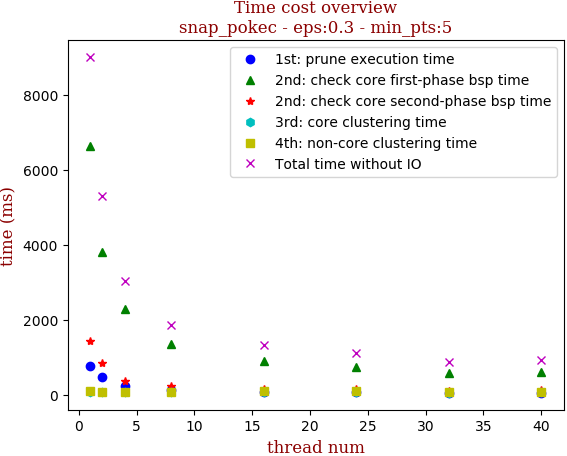 Time cost overview
snap_pokec - eps:0.3 - min_pts:5
1st: prune execution time
2nd: check core first-phase bsp time
2nd: check core second-phase bsp time
3rd: core clustering time
4th: non-core clustering time
Total time without IO
time (ms)
8000
6000
4000
2000
0
0 5 10 15 20 25 30 35 40
thread num